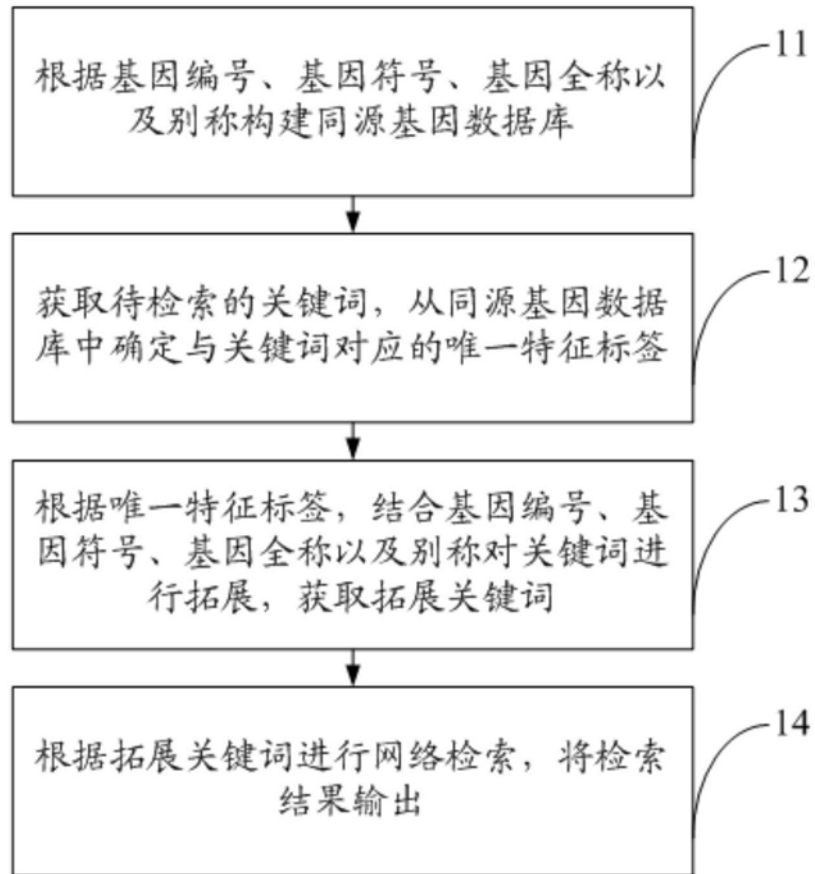 根据基因编号、基因符号、基因全称以
及别称构建同源基因数据库
11
获取待检索的关键词，从同源基因数据
库中确定与关键词对应的唯一特征标签
12
根据唯一特征标签，结合基因编号、基
因符号、基因全称以及别称对关键词进
行拓展，获取拓展关键词
13
根据拓展关键词进行网络检索，将检索
结果输出
14